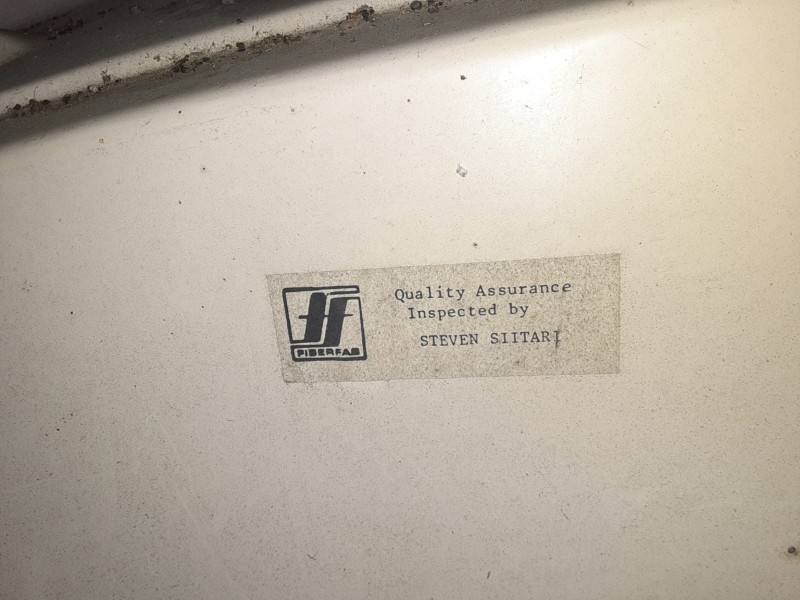 FIBERFAB
Quality Assurance
Inspected by
STEVEN SIITARI